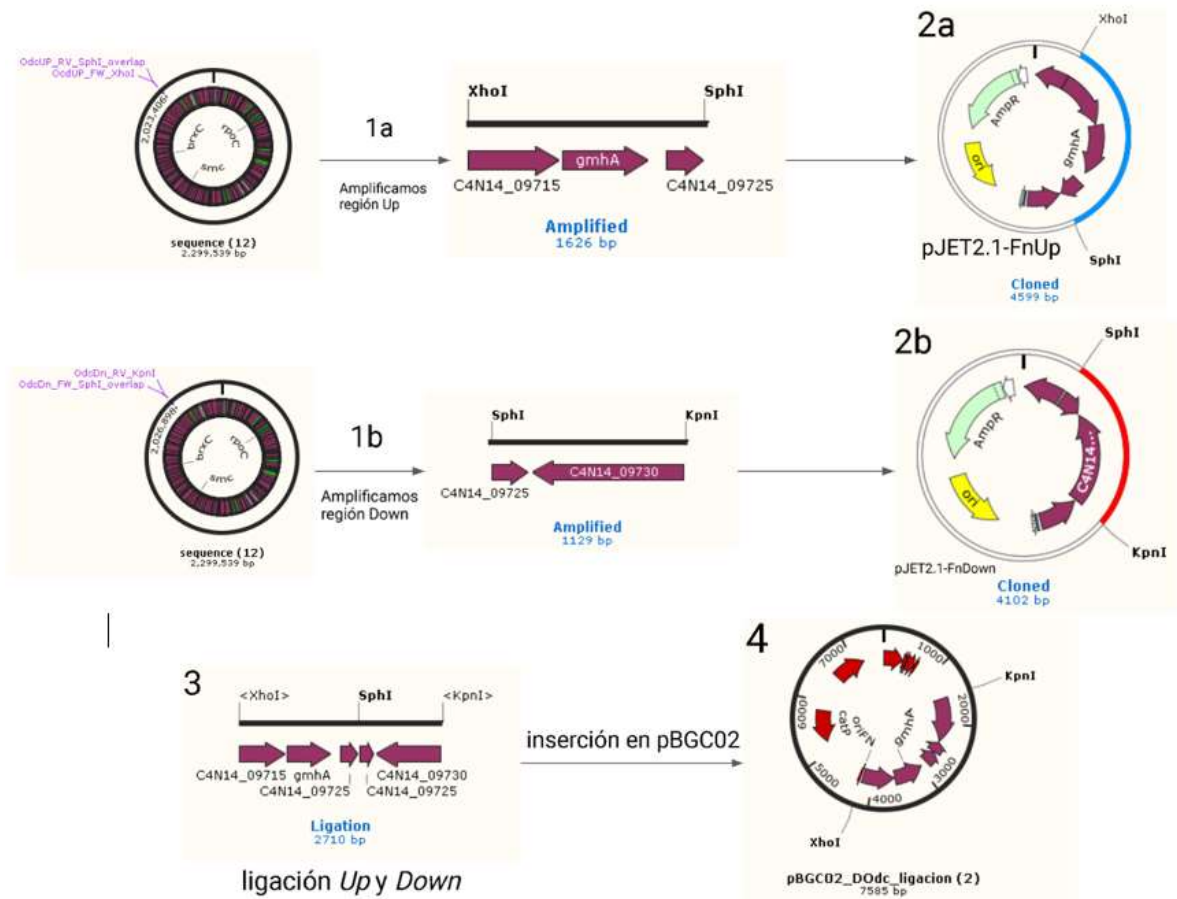 OdcUP_RV_SphI_overlap
OcdUP_FW_XhoI
2,023,406
brxC
rpoC
smc
sequence (12)
2,299,539 bp
1a
Amplificamos
región Up
XhoI
SphI
gmhA
C4N14_09715
C4N14_09725
Amplified
1626 bp
2a
XhoI
AmpR
gmhA
ori
SphI
pJET2.1-FnUp
Cloned
4599 bp
OdcDn_RV_KpnI
OdcDn_FW_SphI_overlap
2,026,898
brxC
rpoC
smc
sequence (12)
2,299,539 bp
1b
Amplificamos
región Down
SphI
KpnI
C4N14_09730
C4N14_09725
Amplified
1129 bp
2b
SphI
AmpR
C4N14...
ori
KpnI
pJET2.1-FnDown
Cloned
4102 bp
3
<XhoI>
SphI
<KpnI>
C4N14_09715
gmhA
C4N14_09730
C4N14_09725
C4N14_09725
Ligation
2710 bp
ligación Up y Down
inserción en pBGC02
4
7000
1000
KpnI
6000
2000
catP
oriFN
gmhA
5000
3000
4000
XhoI
pBGC02_DOdc_ligacion (2)
7585 bp